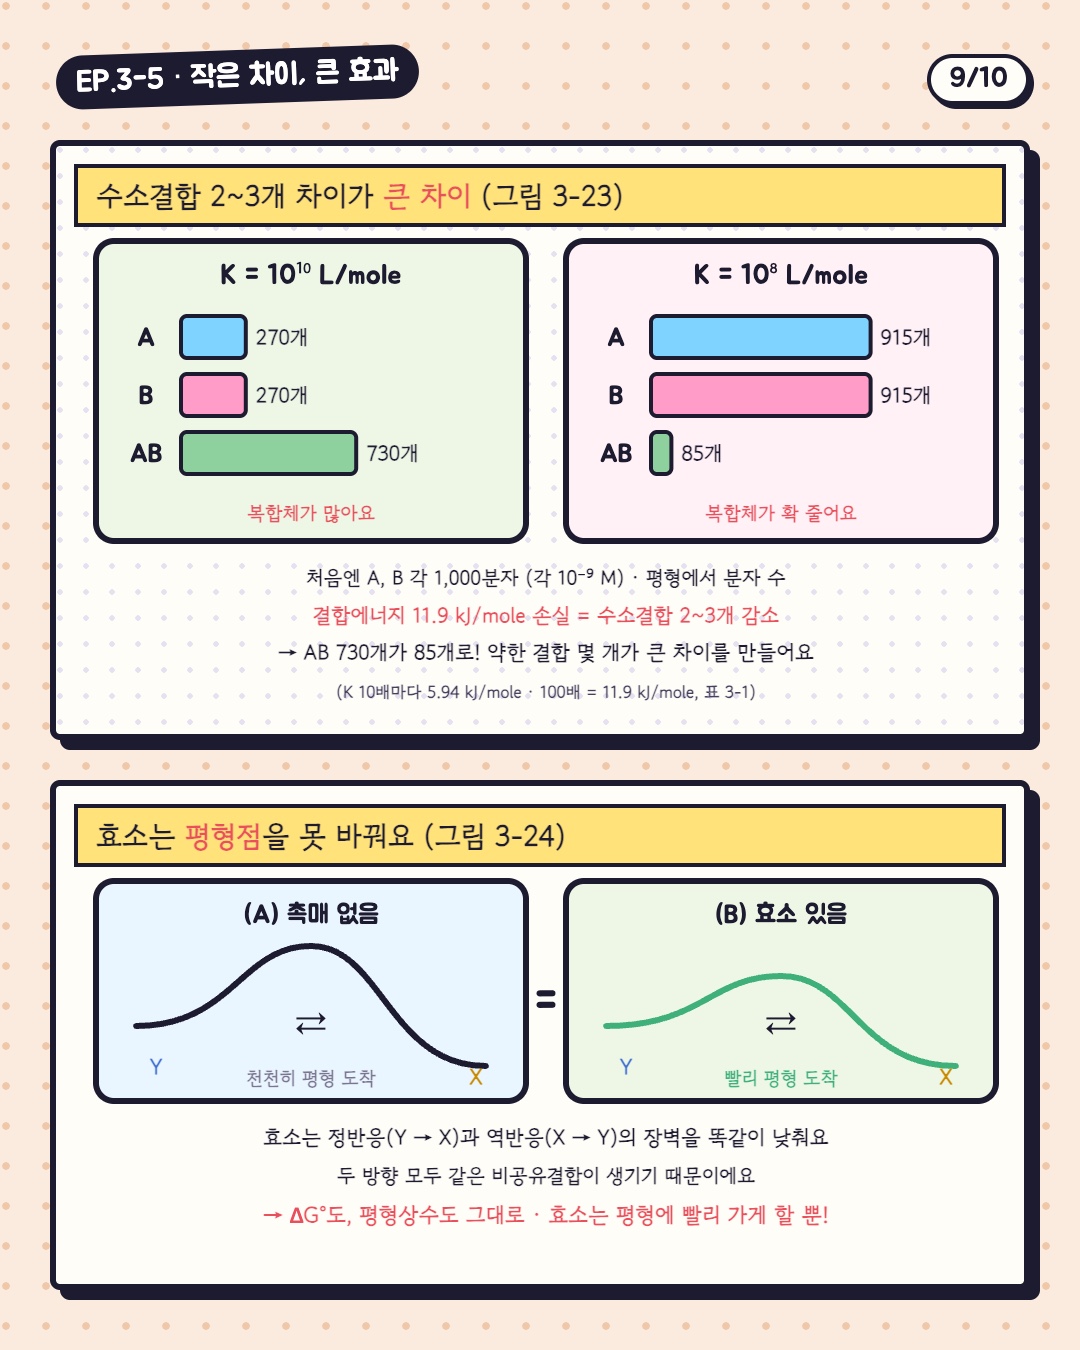 EP.3-5 · 작은 차이, 큰 효과
9/10
수소결합 2~3개 차이가 큰 차이 (그림 3-23)
K = 10¹⁰ L/mole
A 270개
B 270개
AB 730개
복합체가 많아요
K = 10⁸ L/mole
A 915개
B 915개
AB 85개
복합체가 확 줄어요
처음엔 A, B 각 1,000분자 (각 10⁻⁹ M) · 평형에서 분자 수
결합에너지 11.9 kJ/mole 손실 = 수소결합 2~3개 감소
→ AB 730개가 85개로! 약한 결합 몇 개가 큰 차이를 만들어요
(K 10배마다 5.94 kJ/mole · 100배 = 11.9 kJ/mole, 표 3-1)
효소는 평형점을 못 바꿔요 (그림 3-24)
(A) 촉매 없음
⇄
Y
X
천천히 평형 도착
=
(B) 효소 있음
⇄
Y
X
빨리 평형 도착
효소는 정반응(Y → X)과 역반응(X → Y)의 장벽을 똑같이 낮춰요
두 방향 모두 같은 비공유결합이 생기기 때문이에요
→ ΔG°도, 평형상수도 그대로 · 효소는 평형에 빨리 가게 할 뿐!